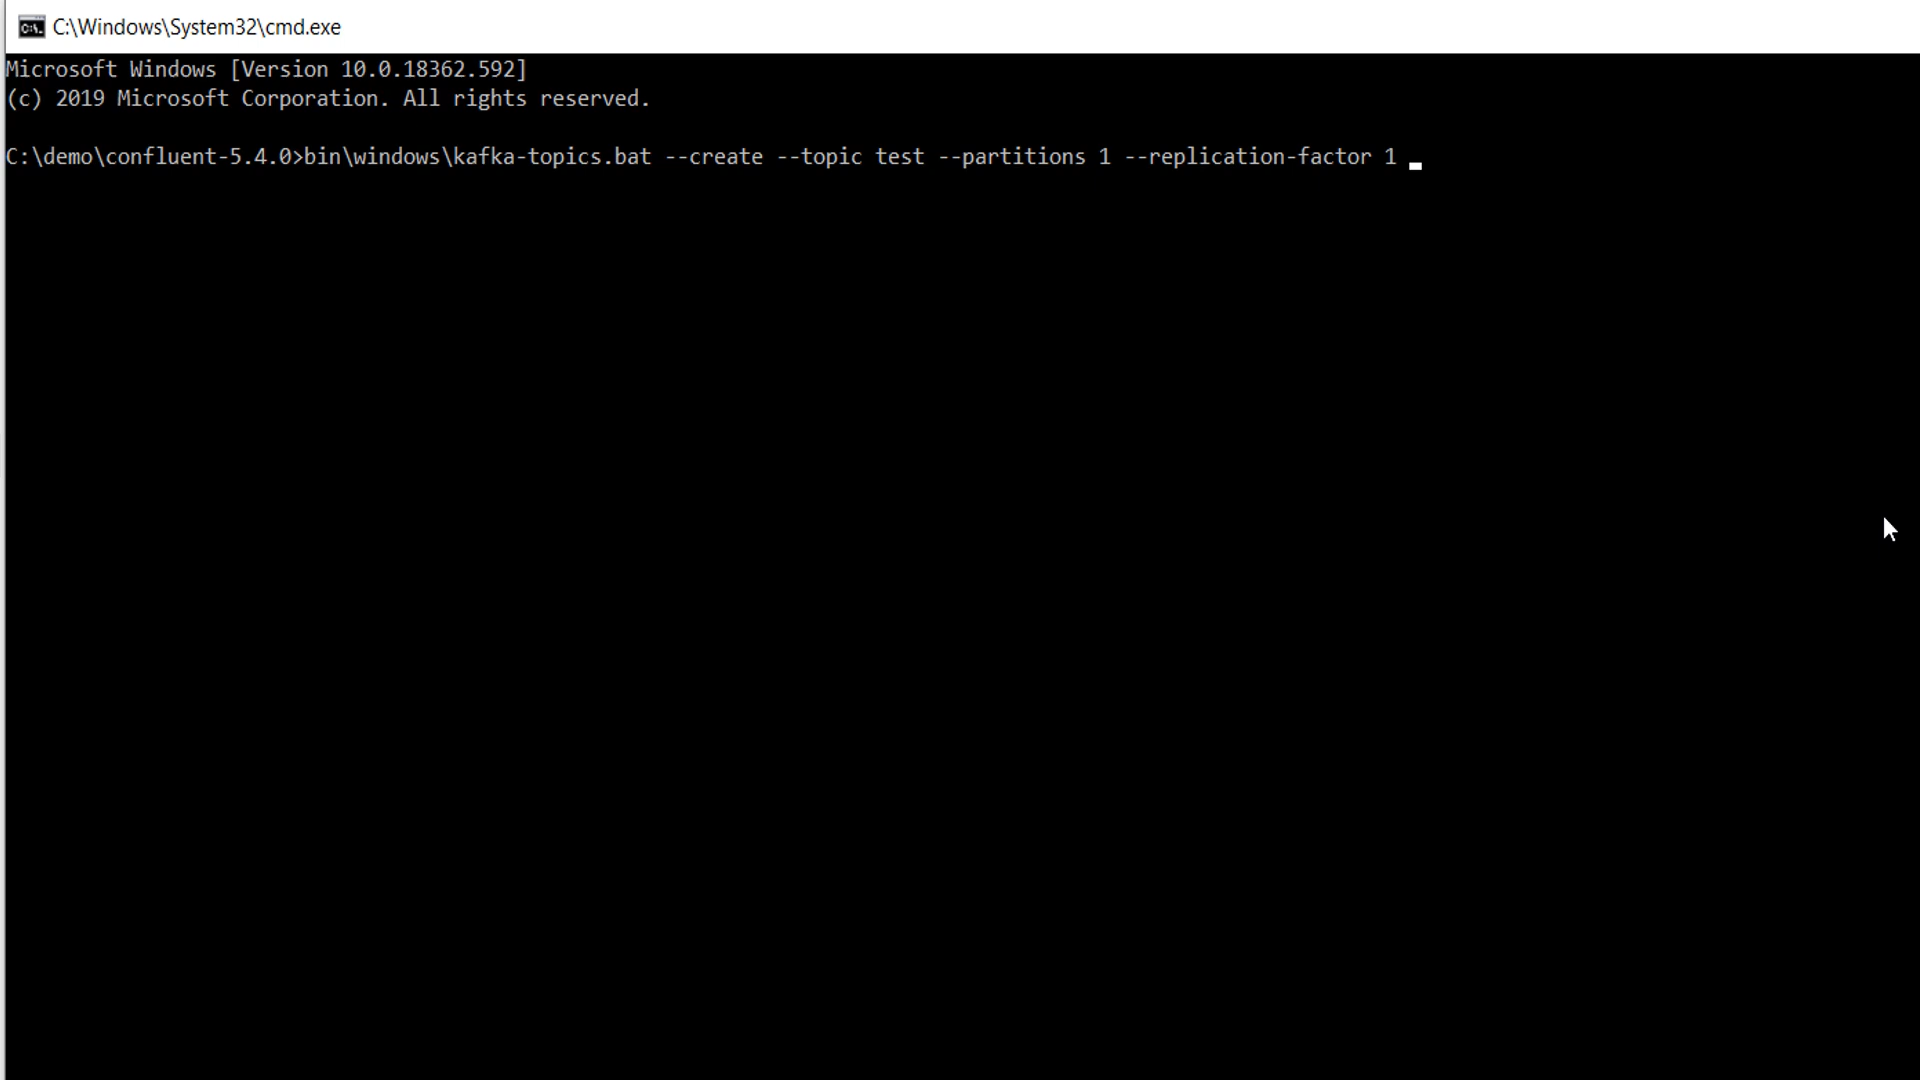 C:\Windows\System32\cmd.exe
Microsoft Windows [Version 10.0.18362.592]
(c) 2019 Microsoft Corporation. All rights reserved.
C:\demo\confluent-5.4.0>bin\windows\kafka-topics.bat --create --topic test --partitions 1 --replication-factor 1